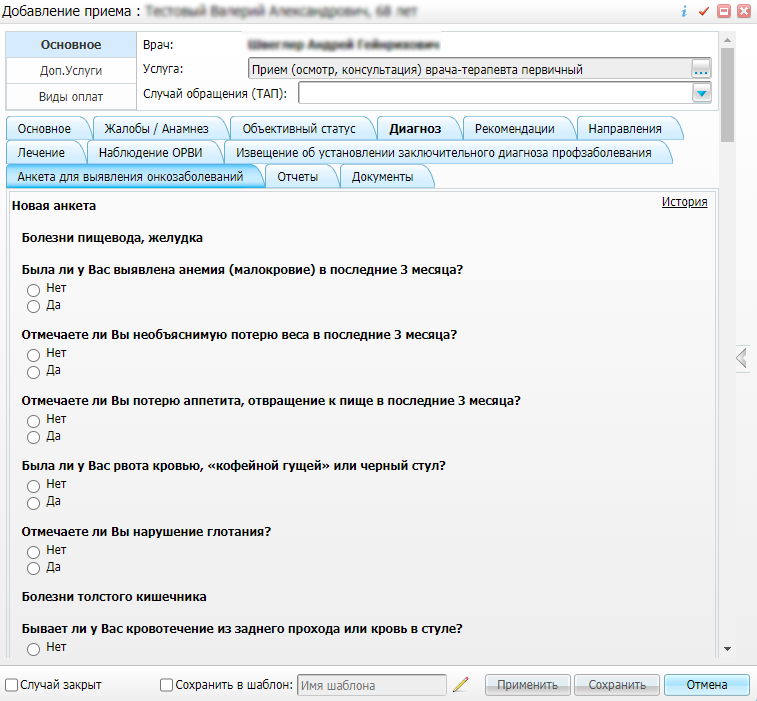 Добавление приема :
Основное
Доп.Услуги
Виды оплат
Врач:
Услуга: Прием (осмотр, консультация) врача-терапевта первичный ...
Случай обращения (ТАП):
Основное Жалобы / Анамнез Объективный статус Диагноз Рекомендации Направления
Лечение Наблюдение ОРВИ Извещение об установлении заключительного диагноза профзаболевания
Анкета для выявления онкозаболеваний Отчеты Документы
Новая анкета История
Болезни пищевода, желудка
Была ли у Вас выявлена анемия (малокровие) в последние 3 месяца?
Нет
Да
Отмечаете ли Вы необъяснимую потерю веса в последние 3 месяца?
Нет
Да
Отмечаете ли Вы потерю аппетита, отвращение к пище в последние 3 месяца?
Нет
Да
Была ли у Вас рвота кровью, «кофейной гущей» или черный стул?
Нет
Да
Отмечаете ли Вы нарушение глотания?
Нет
Да
Болезни толстого кишечника
Бывает ли у Вас кровотечение из заднего прохода или кровь в стуле?
Нет
Случай закрыт Сохранить в шаблон: Имя шаблона Применить Сохранить Отмена